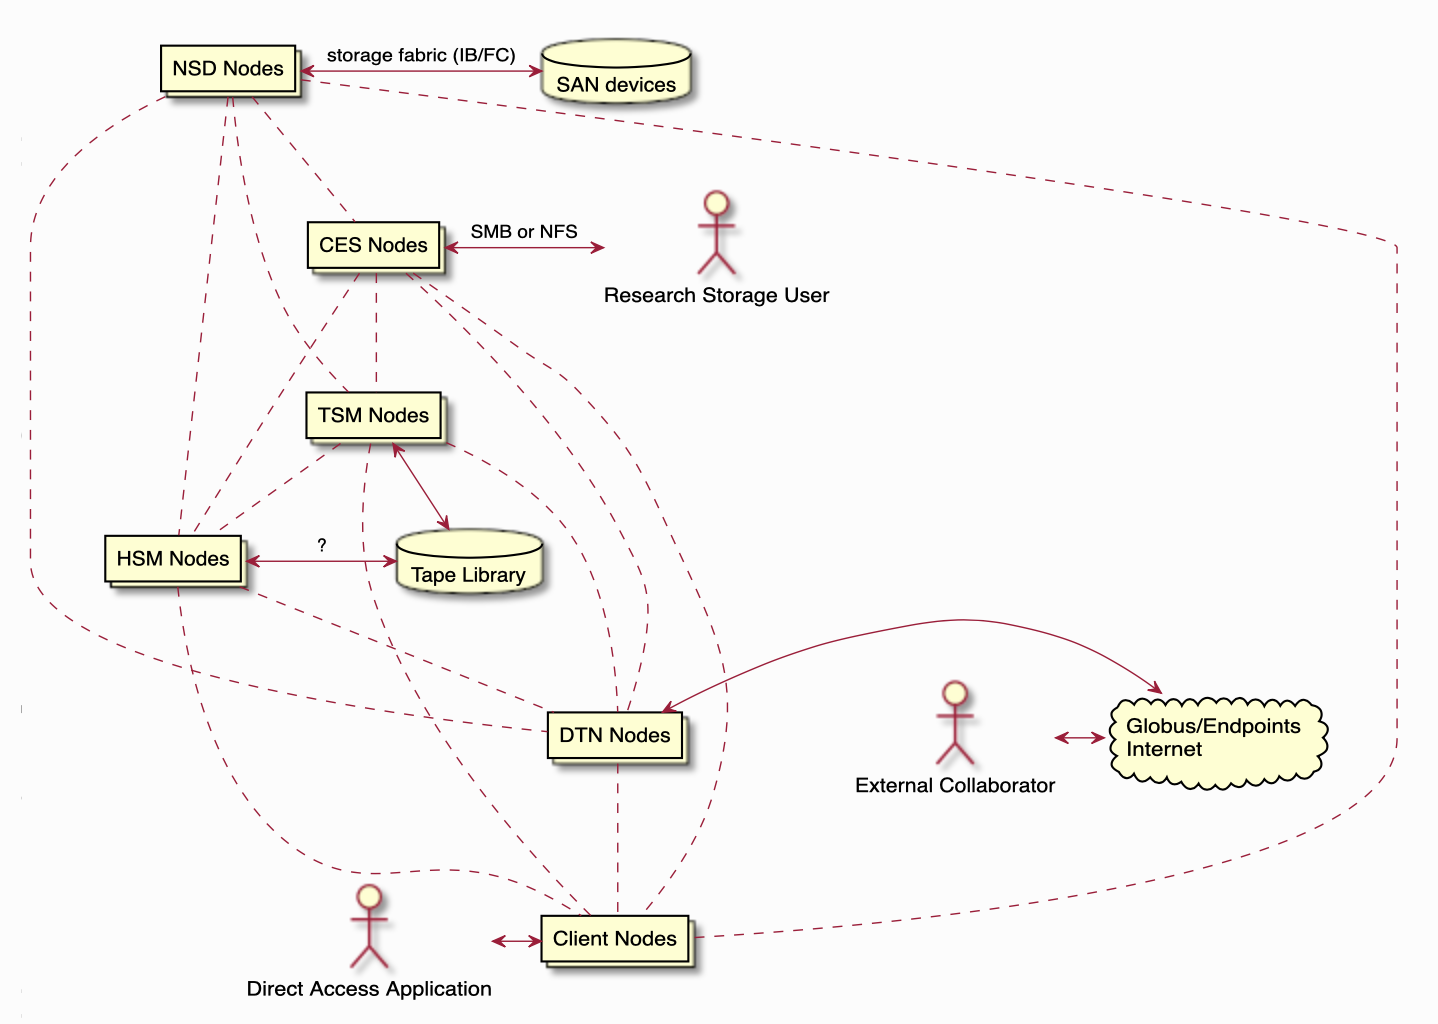 NSD Nodes
storage fabric (IB/FC)
SAN devices
CES Nodes
SMB or NFS
Research Storage User
TSM Nodes
HSM Nodes
?
Tape Library
DTN Nodes
External Collaborator
Globus/Endpoints
Internet
Client Nodes
Direct Access Application